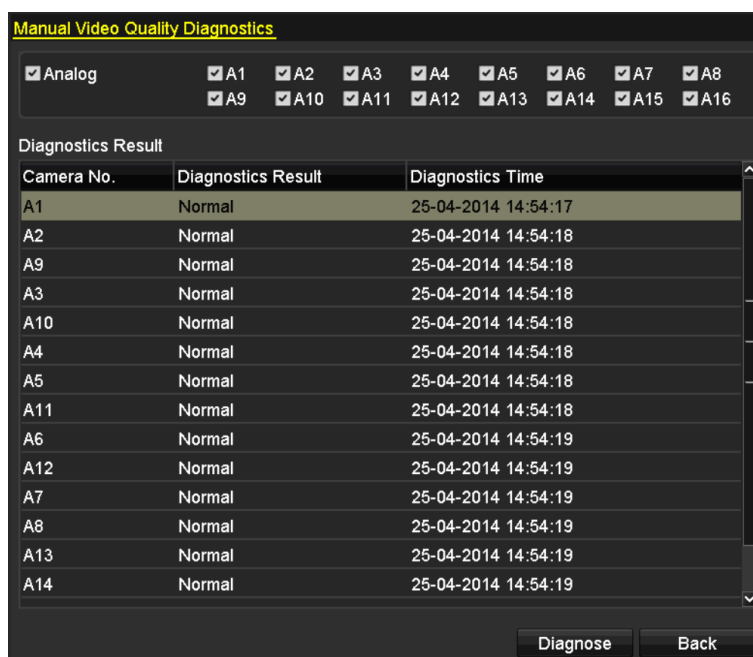 Manual Video Quality Diagnostics
Analog A1 A2 A3 A4 A5 A6 A7 A8
A9 A10 A11 A12 A13 A14 A15 A16
Diagnostics Result
Camera No. Diagnostics Result Diagnostics Time
A1 Normal 25-04-2014 14:54:17
A2 Normal 25-04-2014 14:54:18
A9 Normal 25-04-2014 14:54:18
A3 Normal 25-04-2014 14:54:18
A10 Normal 25-04-2014 14:54:18
A4 Normal 25-04-2014 14:54:18
A5 Normal 25-04-2014 14:54:18
A11 Normal 25-04-2014 14:54:18
A6 Normal 25-04-2014 14:54:19
A12 Normal 25-04-2014 14:54:19
A7 Normal 25-04-2014 14:54:19
A8 Normal 25-04-2014 14:54:19
A13 Normal 25-04-2014 14:54:19
A14 Normal 25-04-2014 14:54:19
Diagnose Back